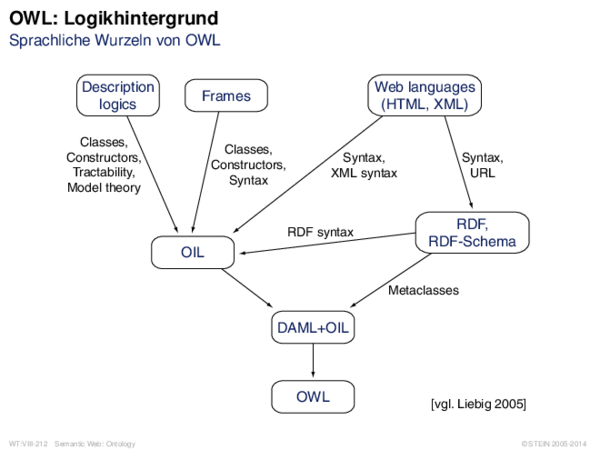 OWL: Logikhintergrund
Sprachliche Wurzeln von OWL
Description
logics
Frames
Web languages
(HTML, XML)
Classes,
Constructors,
Tractability,
Model theory
Classes,
Constructors,
Syntax
Syntax,
XML syntax
Syntax,
URL
RDF syntax
OIL
RDF,
RDF-Schema
Metaclasses
DAML+OIL
OWL
[vgl. Liebig 2005]
WT:VIII-212 Semantic Web: Ontology
© STEIN 2005-2014